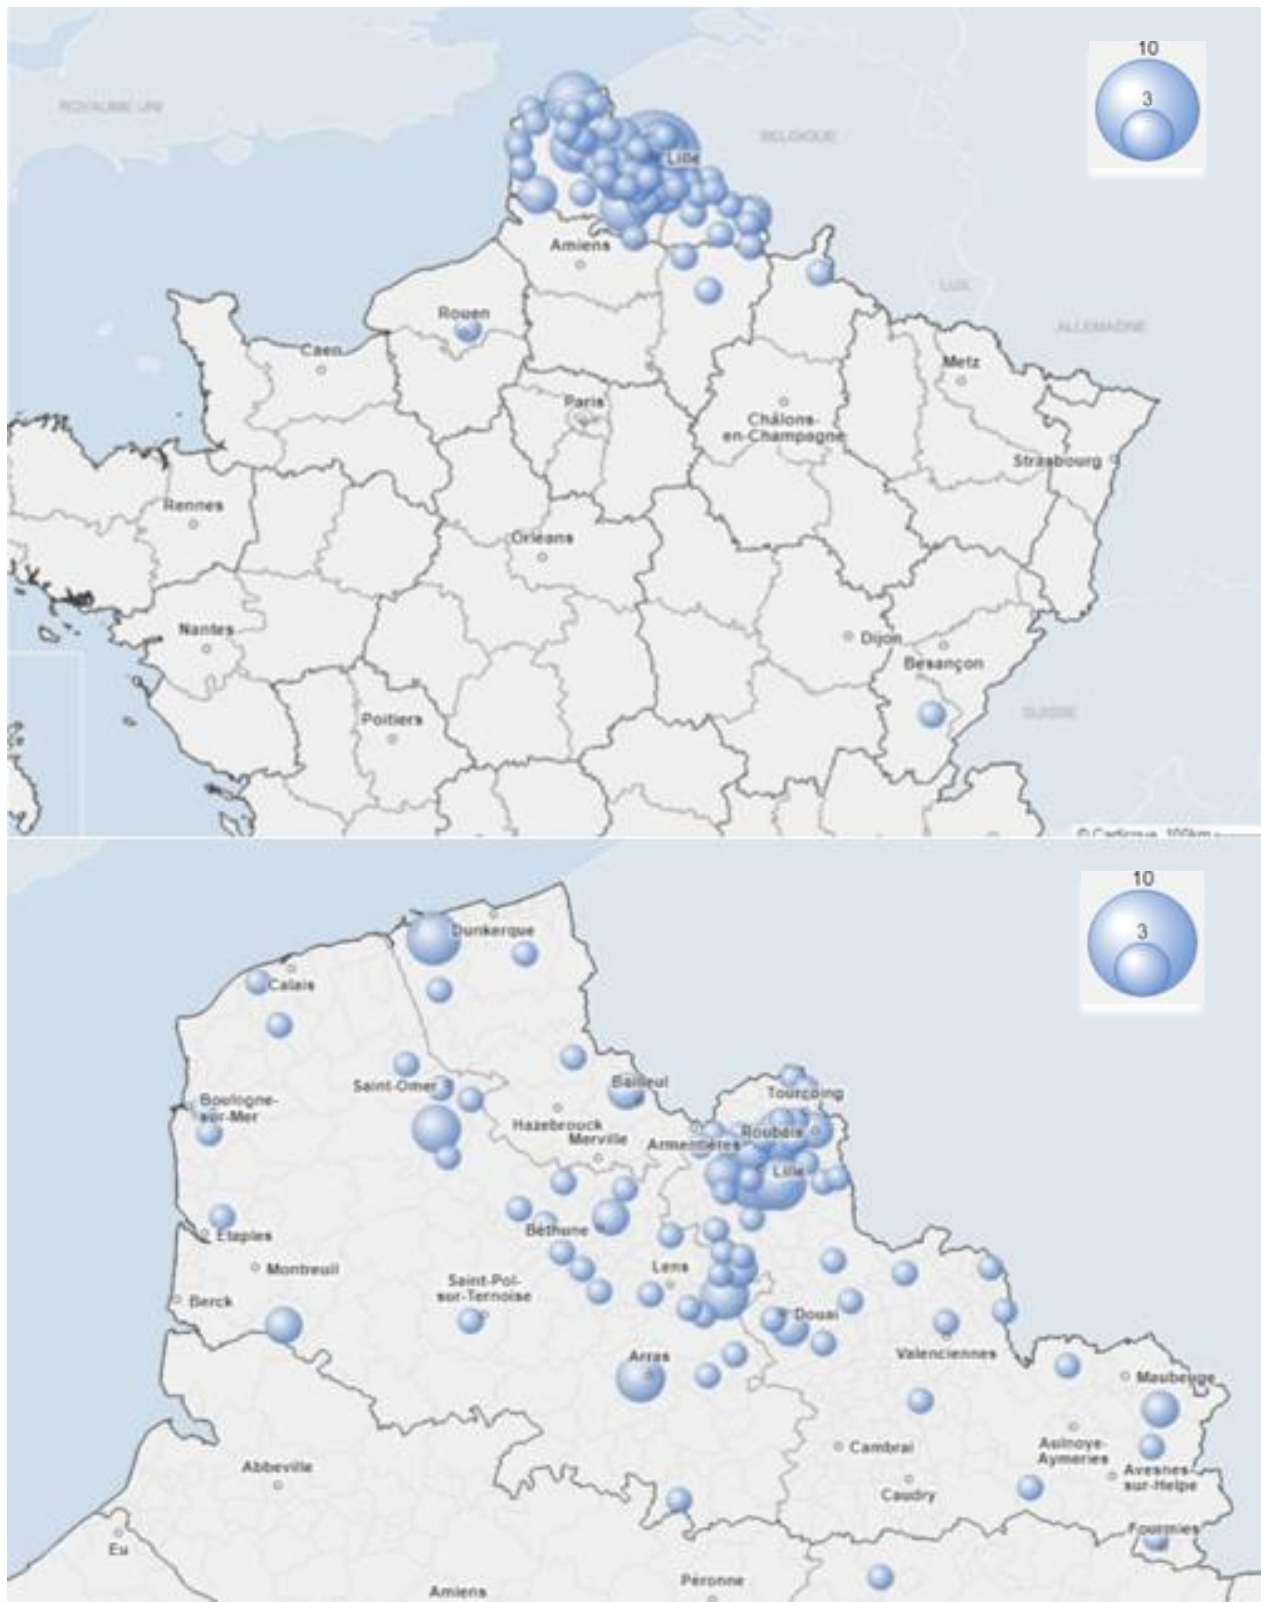 10
3
ROYAUME UNI
BELGIQUE
Lille
Amiens
LUX.
Rouen
ALLEMAGNE
Caen
Metz
Paris
Châlons-
en-Champagne
Strasbourg
Rennes
Orléans
Nantes
Dijon
Besançon
SUISSE
Poitiers
10
3
Dunkerque
Calais
Bailleul
Saint-Omer
Tourcoing
Boulogne-
sur-Mer
Hazebrouck
Roubaix
Merville
Armentières
Lille
Béthune
Etaples
Lens
Montreuil
Saint-Pol-
sur-Ternoise
Berck
Douai
Valenciennes
Arras
Maubeuge
Cambrai
Aulnoye-
Aymeries
Abbeville
Avesnes-
sur-Helpe
Caudry
Fourmies
Eu
Péronne
Amiens